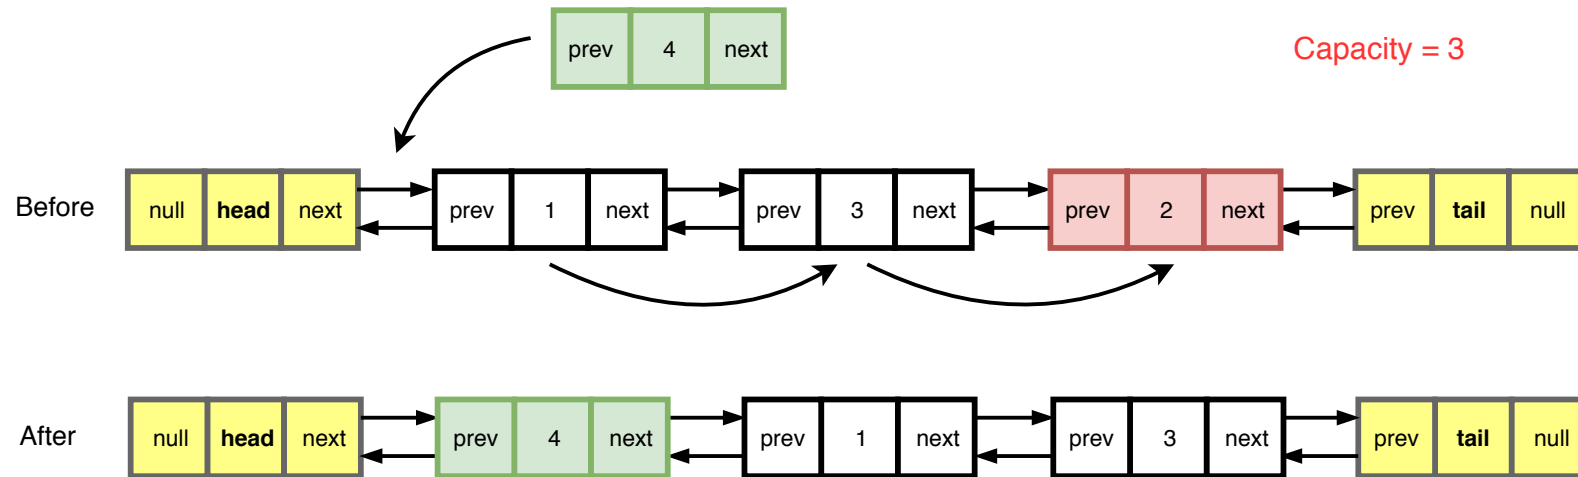 prev 4 next
Capacity = 3
Before
null head next prev 1 next prev 3 next prev 2 next prev tail null
After
null head next prev 4 next prev 1 next prev 3 next prev tail null